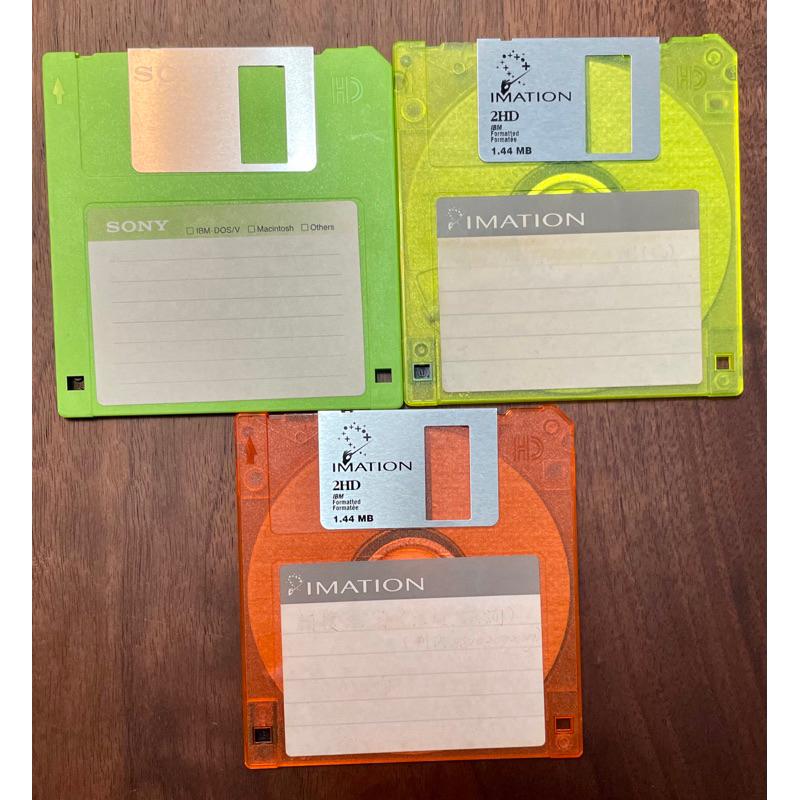 SO
HD
SONY
IBM-DOS/V Macintosh Others
IMATION
2HD
IBM
Formatted
Formatée
1.44 MB
HD
IMATION
IMATION
2HD
IBM
Formatted
Formatée
1.44 MB
HD
IMATION